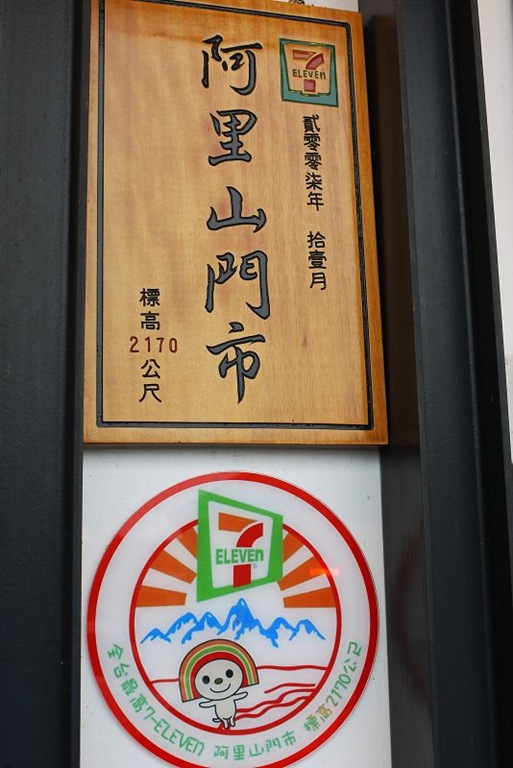 7
ELEVEn
貳零零柒年 拾壹月
阿里山門市
標高
2170
公尺
7
ELEVEn
全台最高7-ELEVEN 阿里山門市 標高2170公尺